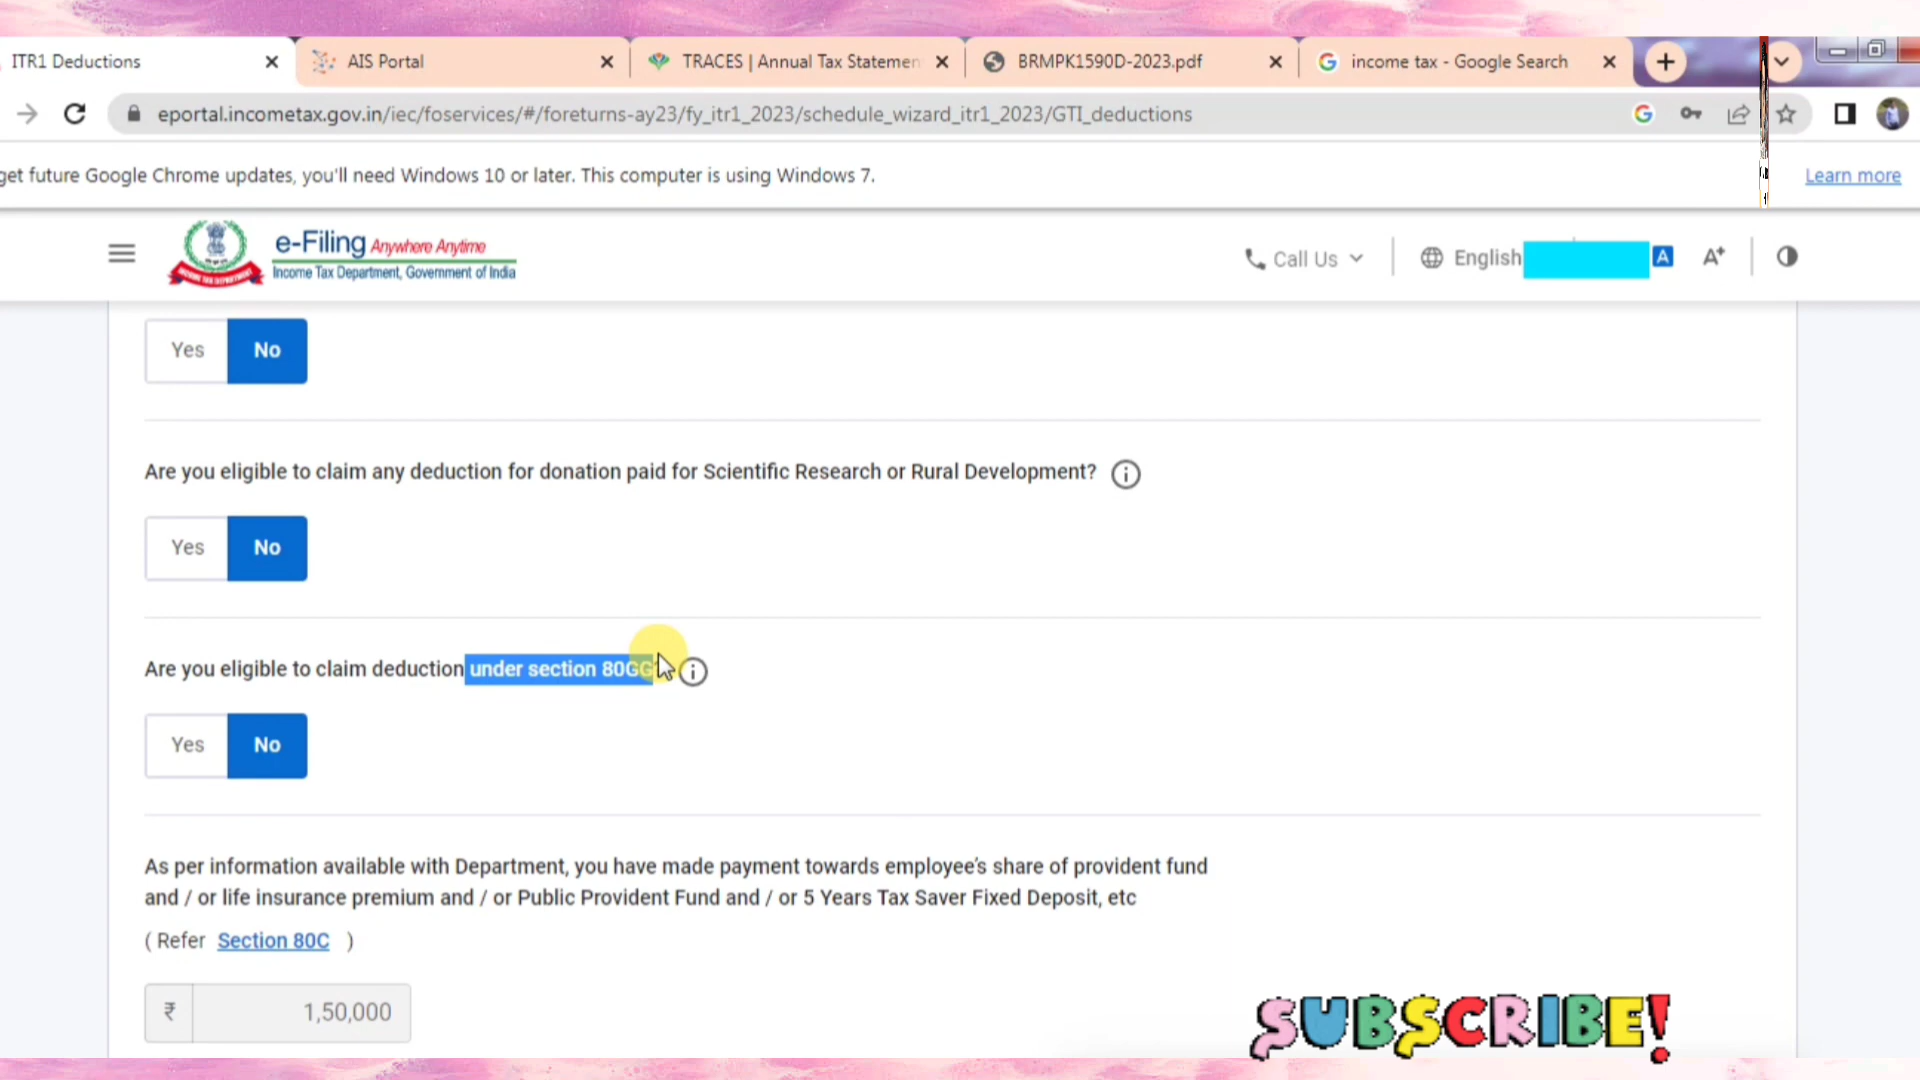 ITR1 Deductions
AIS Portal
TRACES | Annual Tax Statemen
BRMPK1590D-2023.pdf
income tax - Google Search
eportal.incometax.gov.in/iec/foservices/#/foreturns-ay23/fy_itr1_2023/schedule_wizard_itr1_2023/GTI_deductions
get future Google Chrome updates, you'll need Windows 10 or later. This computer is using Windows 7.
Learn more
e-Filing Anywhere Anytime
Income Tax Department, Government of India
Call Us
English
A
A+
Yes No
Are you eligible to claim any deduction for donation paid for Scientific Research or Rural Development?
Yes No
Are you eligible to claim deduction under section 80GG
Yes No
As per information available with Department, you have made payment towards employee's share of provident fund
and / or life insurance premium and / or Public Provident Fund and / or 5 Years Tax Saver Fixed Deposit, etc
( Refer Section 80C )
₹ 1,50,000
SUBSCRIBE!